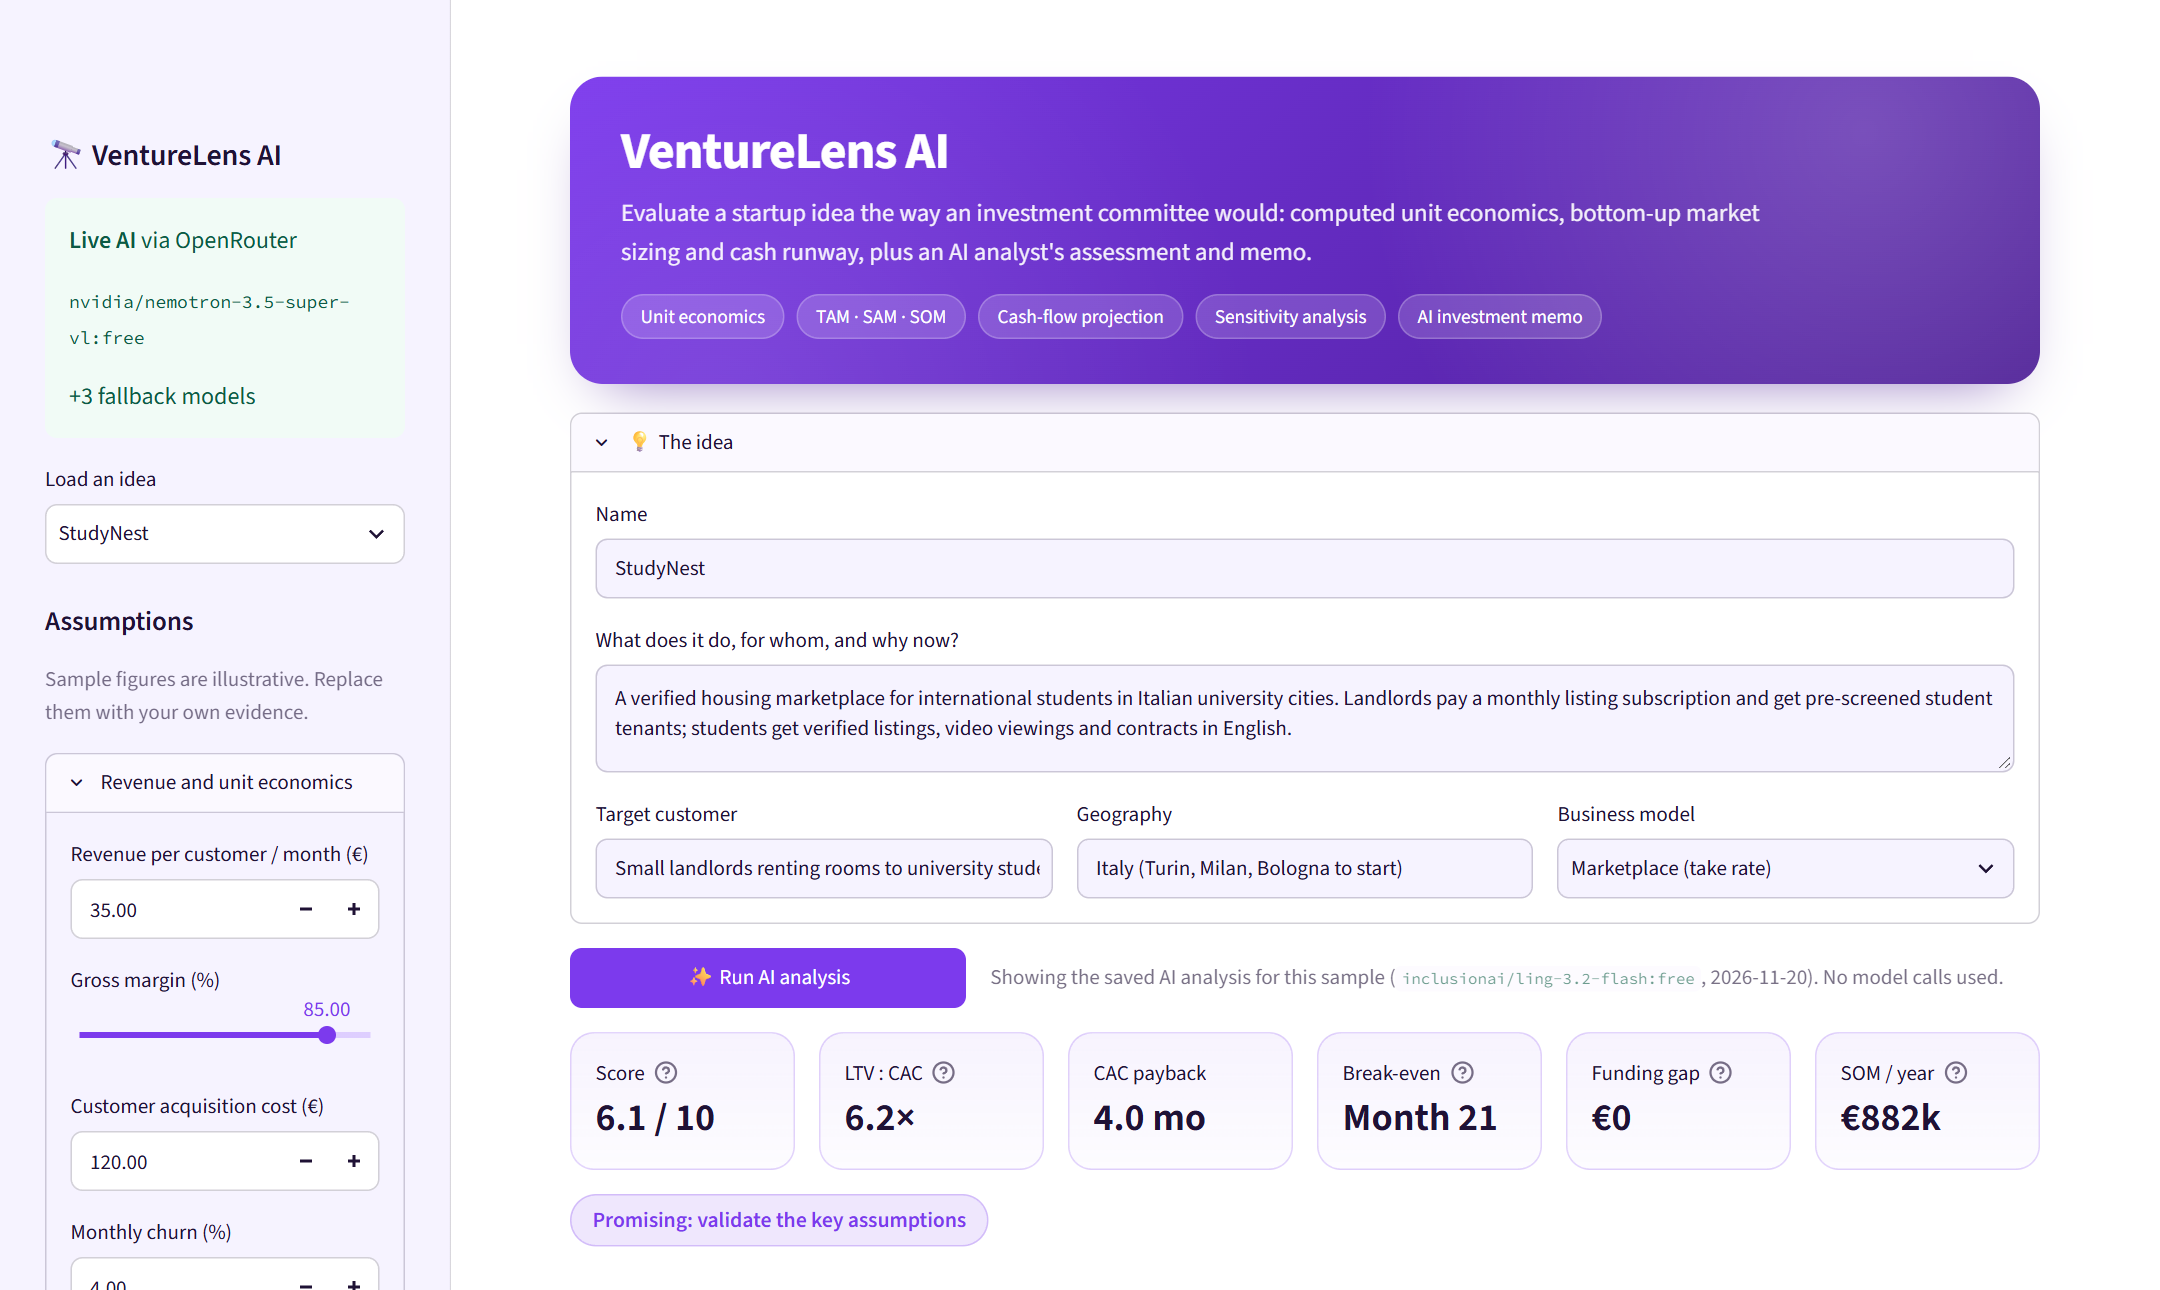 VentureLens AI
Live AI via OpenRouter
nvidia/nemotron-3.5-super-
vl:free
+3 fallback models
Load an idea
StudyNest
Assumptions
Sample figures are illustrative. Replace
them with your own evidence.
Revenue and unit economics
Revenue per customer / month (€)
35.00
Gross margin (%)
85.00
Customer acquisition cost (€)
120.00
Monthly churn (%)
4.00
VentureLens AI
Evaluate a startup idea the way an investment committee would: computed unit economics, bottom-up market
sizing and cash runway, plus an AI analyst's assessment and memo.
Unit economics TAM · SAM · SOM Cash-flow projection Sensitivity analysis AI investment memo
The idea
Name
StudyNest
What does it do, for whom, and why now?
A verified housing marketplace for international students in Italian university cities. Landlords pay a monthly listing subscription and get pre-screened student
tenants; students get verified listings, video viewings and contracts in English.
Target customer Geography Business model
Small landlords renting rooms to university stude Italy (Turin, Milan, Bologna to start) Marketplace (take rate)
Run AI analysis Showing the saved AI analysis for this sample ( inclusionai/ling-3.2-flash:free , 2026-11-20). No model calls used.
Score LTV : CAC CAC payback Break-even Funding gap SOM / year
6.1 / 10 6.2× 4.0 mo Month 21 €0 €882k
Promising: validate the key assumptions